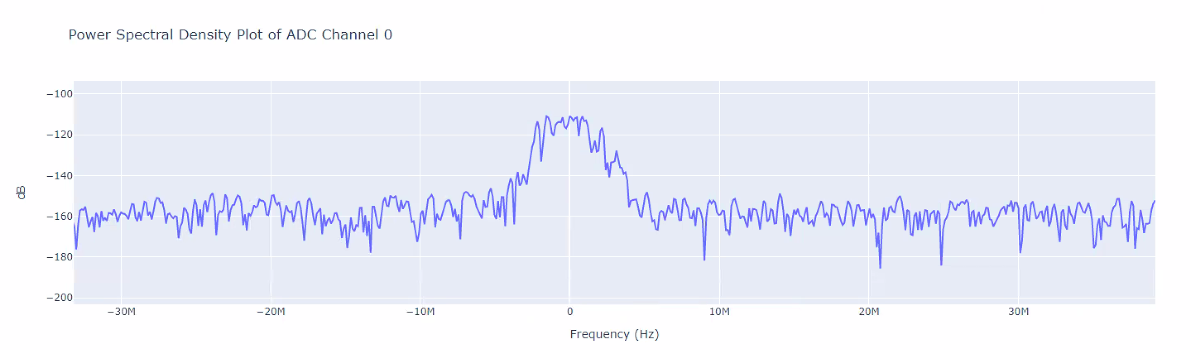 Power Spectral Density Plot of ADC Channel 0
−100
−120
−140
−160
−180
−200
dB
−30M
−20M
−10M
0
10M
20M
30M
Frequency (Hz)